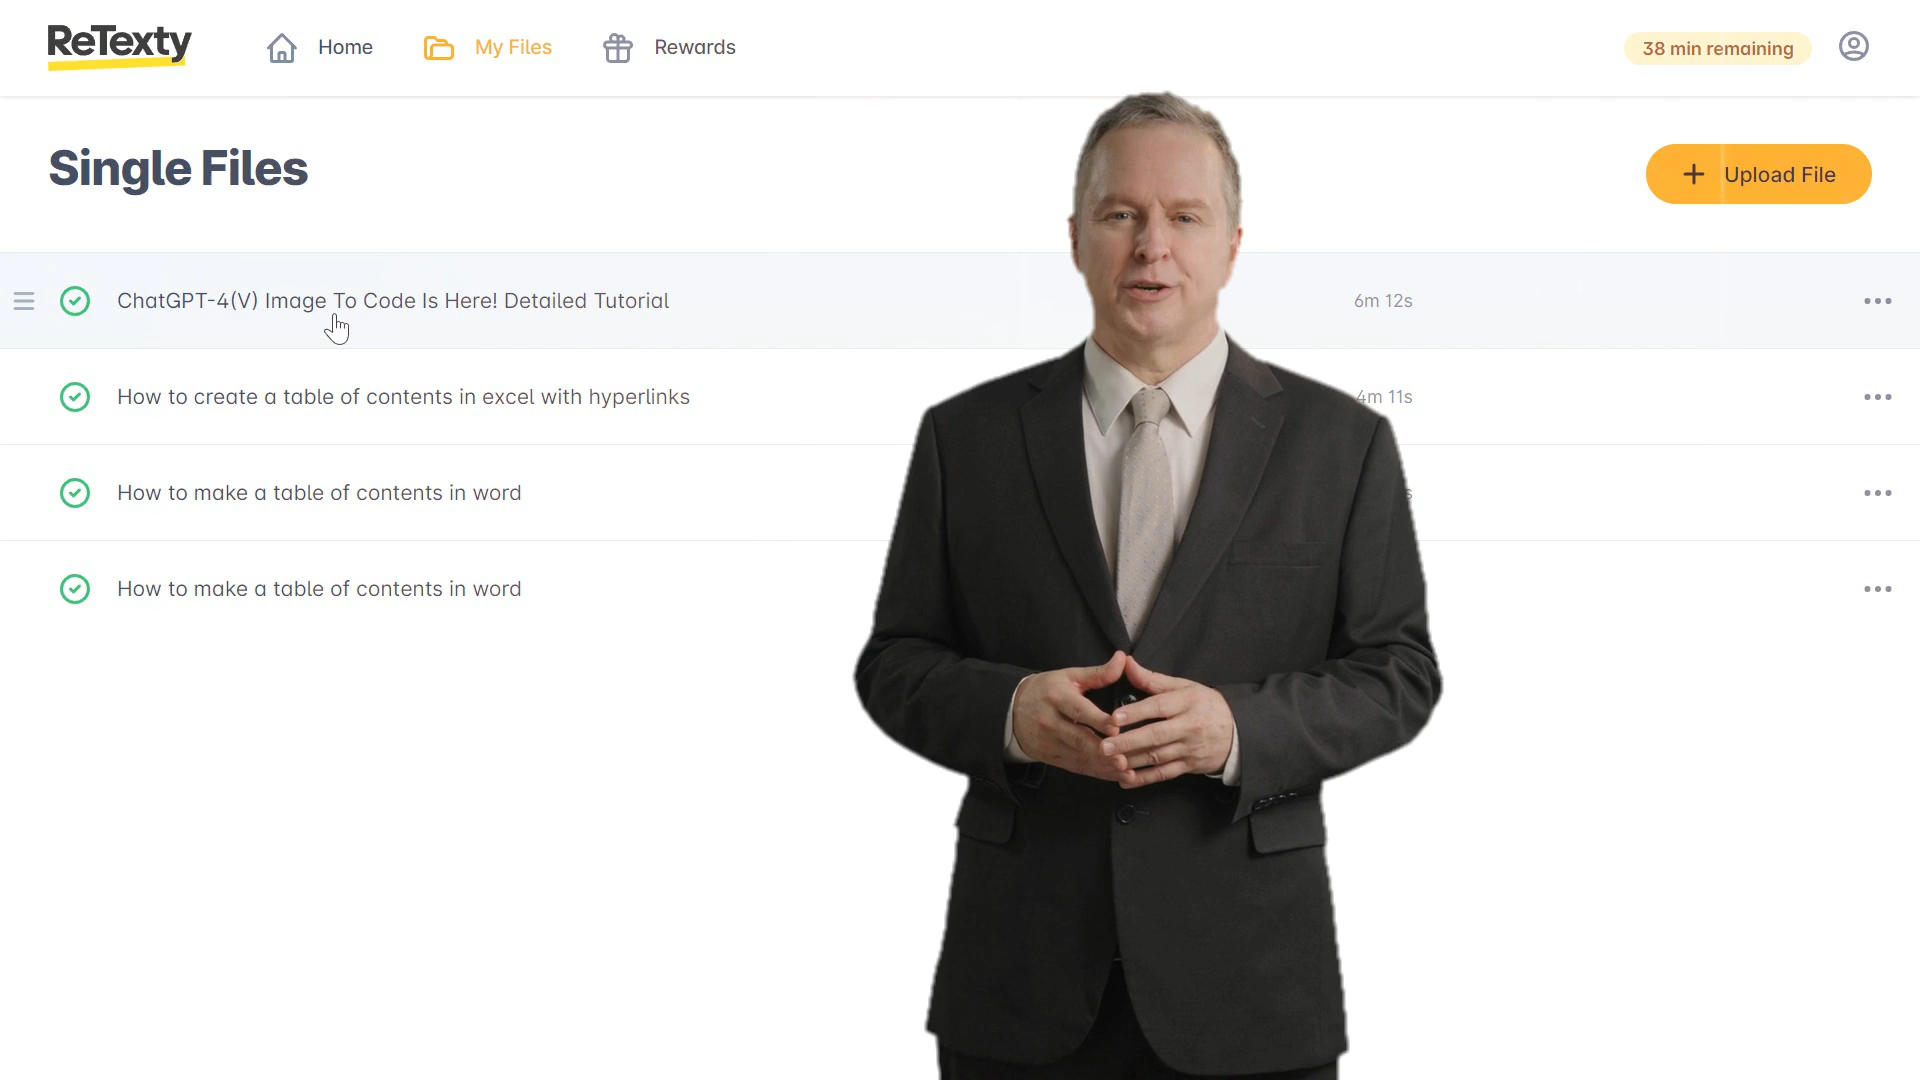 ReTexty
Home
My Files
Rewards
38 min remaining
Single Files
Upload File
ChatGPT-4(V) Image To Code Is Here! Detailed Tutorial
6m 12s
How to create a table of contents in excel with hyperlinks
4m 11s
How to make a table of contents in word
How to make a table of contents in word